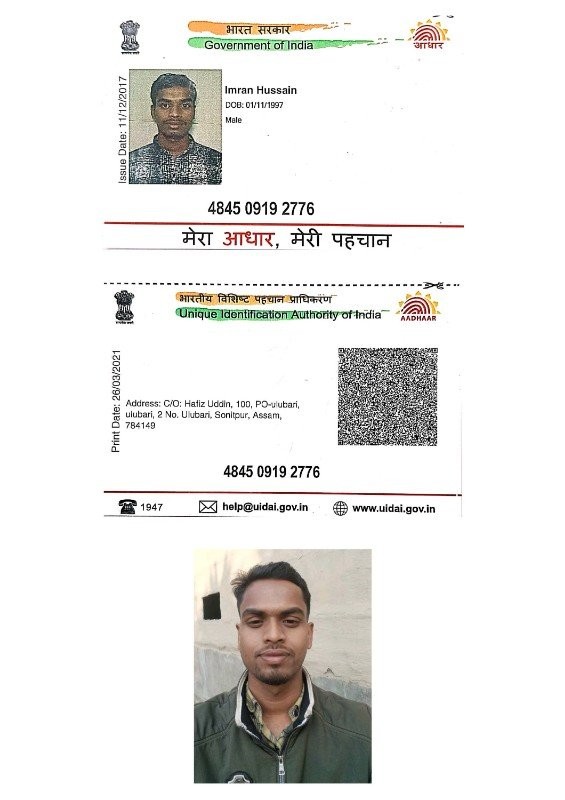 भारत सरकार
Government of India
आधार
Issue Date: 11/12/2017
Imran Hussain
DOB: 01/11/1997
Male
4845 0919 2776
मेरा आधार, मेरी पहचान
भारतीय विशिष्ट पहचान प्राधिकरण
Unique Identification Authority of India
AADHAAR
Print Date: 26/03/2021
Address: C/O: Hafiz Uddin, 100, PO-ulubari,
ulubari, 2 No. Ulubari, Sonitpur, Assam,
784149
4845 0919 2776
1947 help@uidai.gov.in www.uidai.gov.in